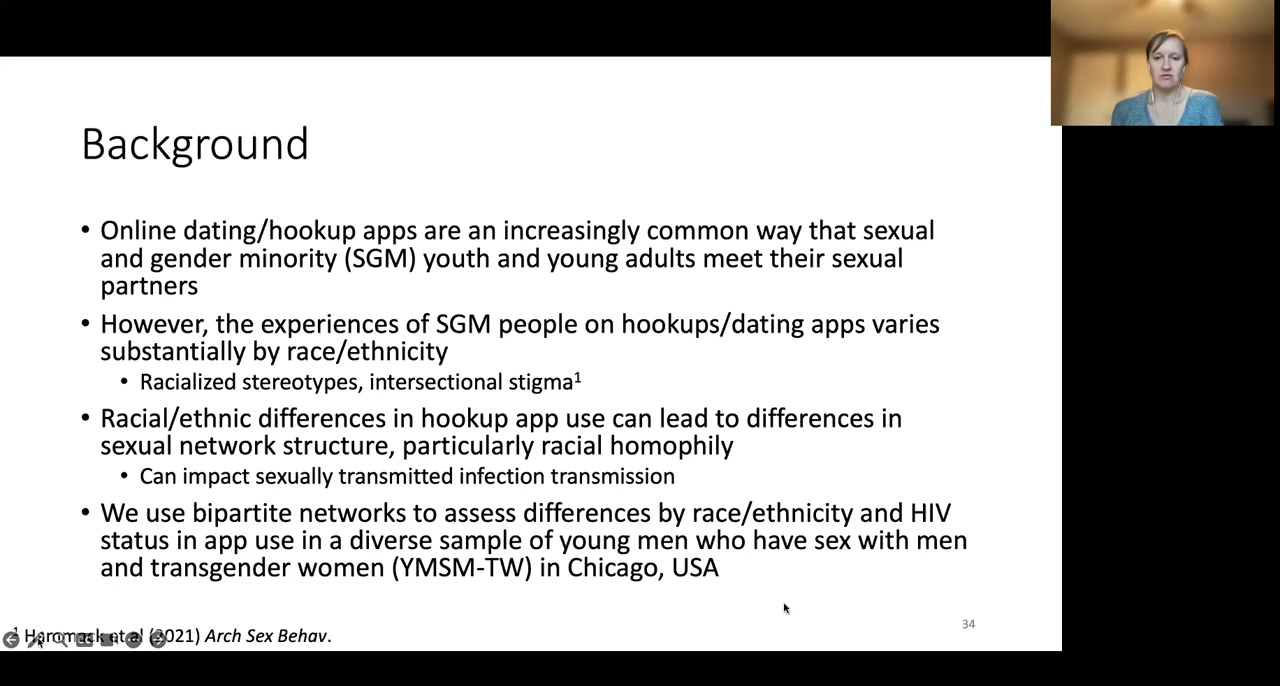 Background
• Online dating/hookup apps are an increasingly common way that sexual
and gender minority (SGM) youth and young adults meet their sexual
partners
• However, the experiences of SGM people on hookups/dating apps varies
substantially by race/ethnicity
• Racialized stereotypes, intersectional stigma¹
• Racial/ethnic differences in hookup app use can lead to differences in
sexual network structure, particularly racial homophily
• Can impact sexually transmitted infection transmission
• We use bipartite networks to assess differences by race/ethnicity and HIV
status in app use in a diverse sample of young men who have sex with men
and transgender women (YMSM-TW) in Chicago, USA
¹ et al (2021) Arch Sex Behav.
34